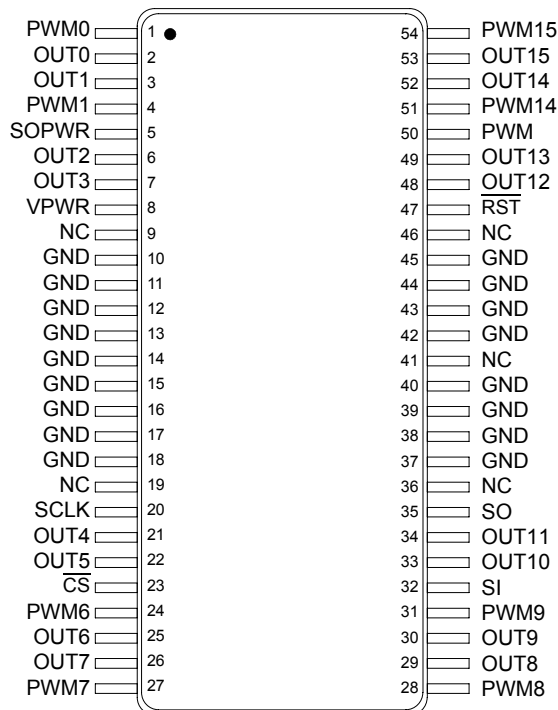 PWM0 1 54 PWM15
OUT0 2 53 OUT15
OUT1 3 52 OUT14
PWM1 4 51 PWM14
SOPWR 5 50 PWM
OUT2 6 49 OUT13
OUT3 7 48 OUT12
VPWR 8 47 RST
NC 9 46 NC
GND 10 45 GND
GND 11 44 GND
GND 12 43 GND
GND 13 42 GND
GND 14 41 NC
GND 15 40 GND
GND 16 39 GND
GND 17 38 GND
GND 18 37 GND
NC 19 36 NC
SCLK 20 35 SO
OUT4 21 34 OUT11
OUT5 22 33 OUT10
CS 23 32 SI
PWM6 24 31 PWM9
OUT6 25 30 OUT9
OUT7 26 29 OUT8
PWM7 27 28 PWM8